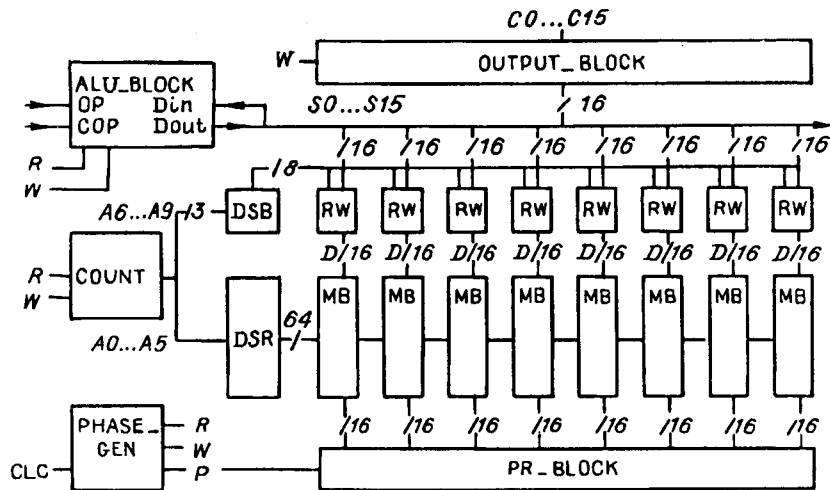 C0...C15
W
OUTPUT_BLOCK
ALU_BLOCK
OP Din
COP Dout
S0...S15
/16
/16 /16 /16 /16 /16 /16 /16 /16
R
W
/8
A6...A9 /3
DSB
RW RW RW RW RW RW RW RW
D/16 D/16 D/16 D/16 D/16 D/16 D/16 D/16
COUNT
R
W
A0...A5
DSR
64
/
MB MB MB MB MB MB MB MB
/16 /16 /16 /16 /16 /16 /16 /16
PHASE_
GEN
R
W
P
CLC
PR_BLOCK